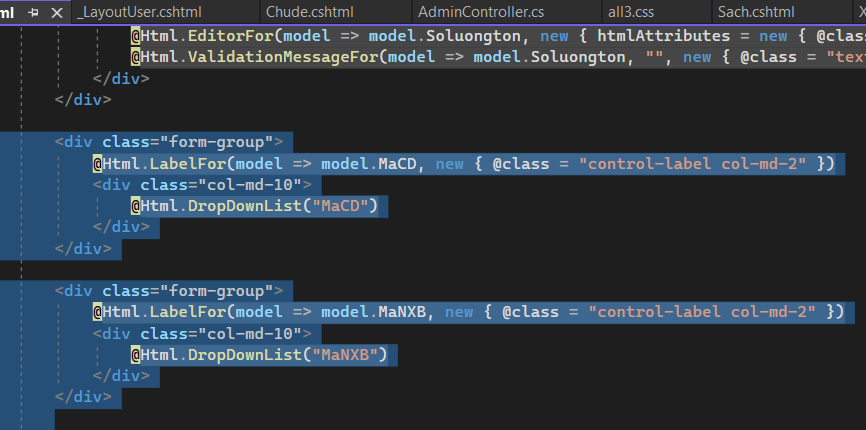 ml _LayoutUser.cshtml Chude.cshtml AdminController.cs all3.css Sach.cshtml X
@Html.EditorFor(model => model.Soluongton, new { htmlAttributes = new { @class
@Html.ValidationMessageFor(model => model.Soluongton, "", new { @class = "tex
</div>
</div>
<div class="form-group">
@Html.LabelFor(model => model.MaCD, new { @class = "control-label col-md-2" })
<div class="col-md-10">
@Html.DropDownList("MaCD")
</div>
</div>
<div class="form-group">
@Html.LabelFor(model => model.MaNXB, new { @class = "control-label col-md-2" })
<div class="col-md-10">
@Html.DropDownList("MaNXB")
</div>
</div>